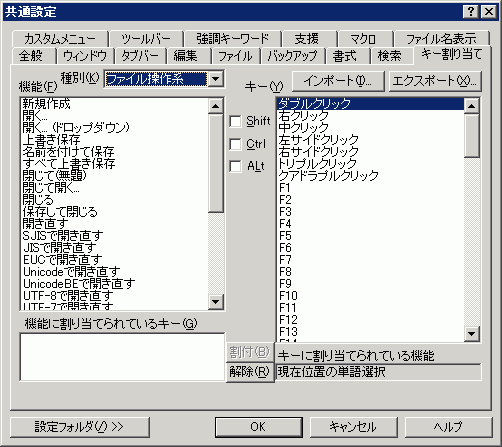 共通設定
カスタムメニュー ツールバー 強調キーワード 支援 マクロ ファイル名表示
全般 ウィンドウ タブバー 編集 ファイル バックアップ 書式 検索 キー割り当て
種別(K) ファイル操作系 キー(Y) インポート(I)... エクスポート(X)...
機能(F)
新規作成
開く...
開く... (ドロップダウン)
上書き保存
名前を付けて保存
すべて上書き保存
閉じて(無題)
閉じて開く...
閉じる
保存して閉じる
開き直す
SJISで開き直す
JISで開き直す
EUCで開き直す
Unicodeで開き直す
UnicodeBEで開き直す
UTF-8で開き直す
UTF-7で開き直す
Shift
Ctrl
ALt
ダブルクリック
右クリック
中クリック
左サイドクリック
右サイドクリック
トリプルクリック
クアドラプルクリック
F1
F2
F3
F4
F5
F6
F7
F8
F9
F10
F11
F12
F13
F14
機能に割り当てられているキー(G)
割付(B)
解除(R)
キーに割り当てられている機能
現在位置の単語選択
設定フォルダ(/) >> OK キャンセル ヘルプ